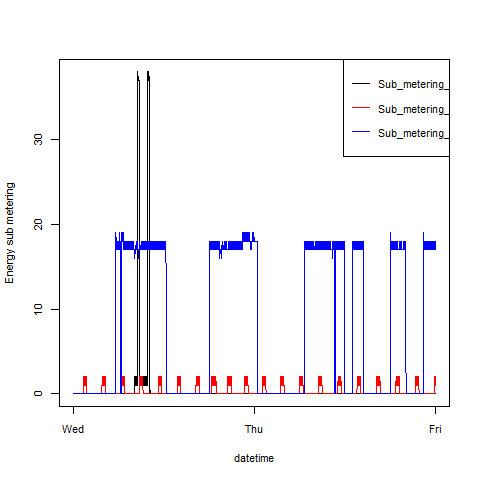 Sub_metering_
Sub_metering_
Sub_metering_
Energy sub metering
30
20
10
0
Wed
Thu
Fri
datetime